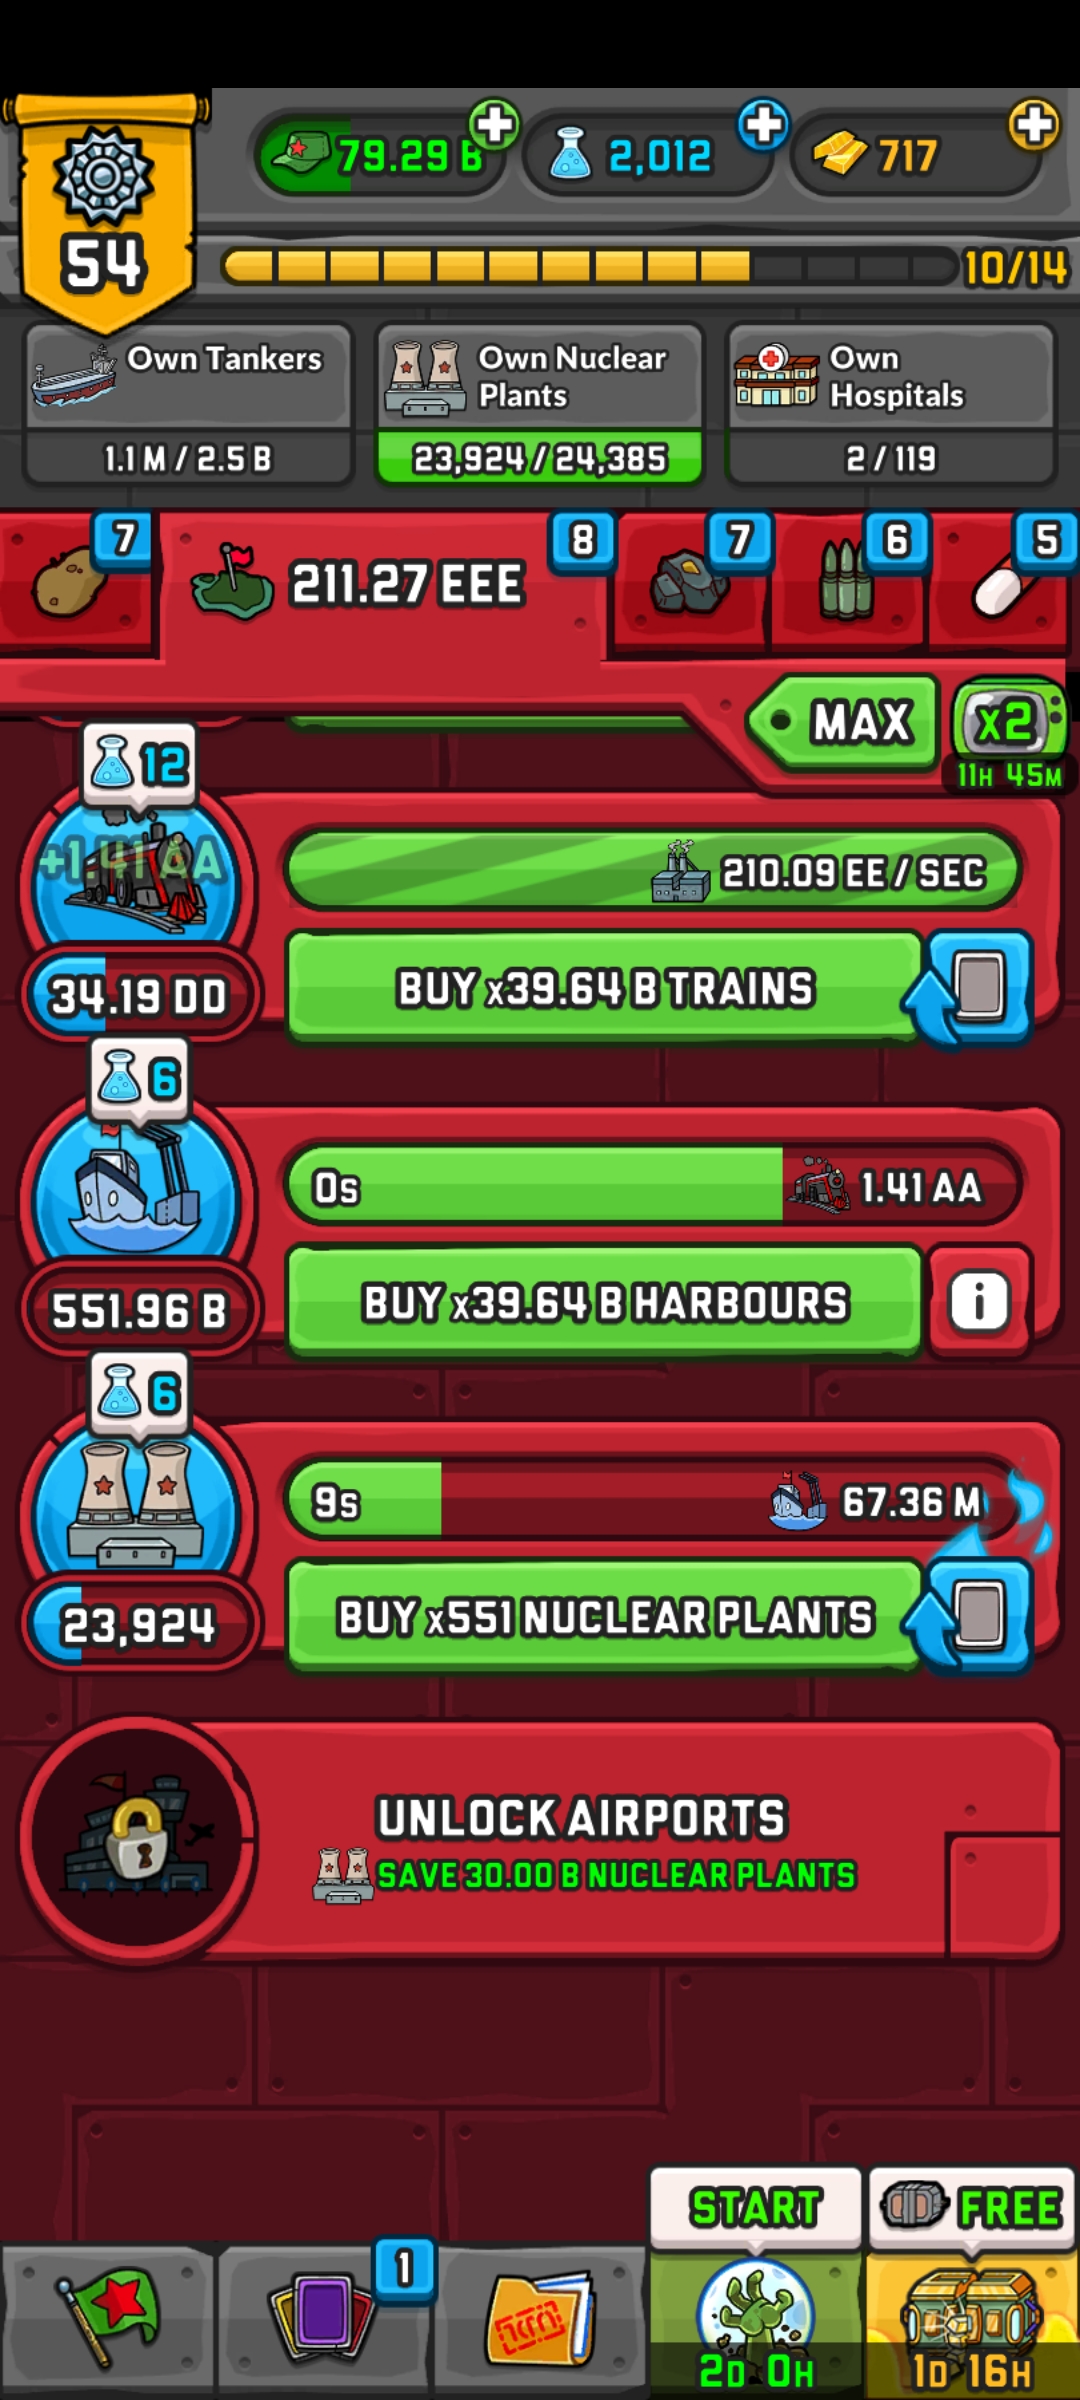 54
79.29 B
2,012
717
10/14
Own Tankers
1.1 M / 2.5 B
Own Nuclear
Plants
23,924 / 24,385
Own
Hospitals
2 / 119
7
211.27 EEE
8
7
6
5
MAX
x2
11H 45M
12
+1.41 AA
210.09 EE / SEC
34.19 DD
BUY x39.64 B TRAINS
6
0s
1.41 AA
551.96 B
BUY x39.64 B HARBOURS
i
6
9s
67.36 M
23,924
BUY x551 NUCLEAR PLANTS
UNLOCK AIRPORTS
SAVE 30.00 B NUCLEAR PLANTS
1
START
2D 0H
FREE
1D 16H